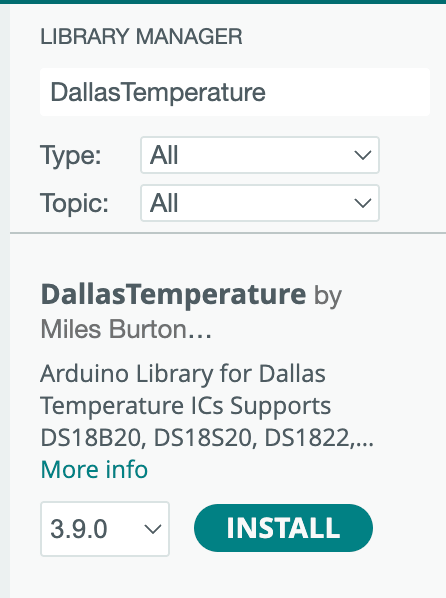 LIBRARY MANAGER
DallasTemperature
Type: All
Topic: All
DallasTemperature by
Miles Burton...
Arduino Library for Dallas
Temperature ICs Supports
DS18B20, DS18S20, DS1822,...
More info
3.9.0 INSTALL